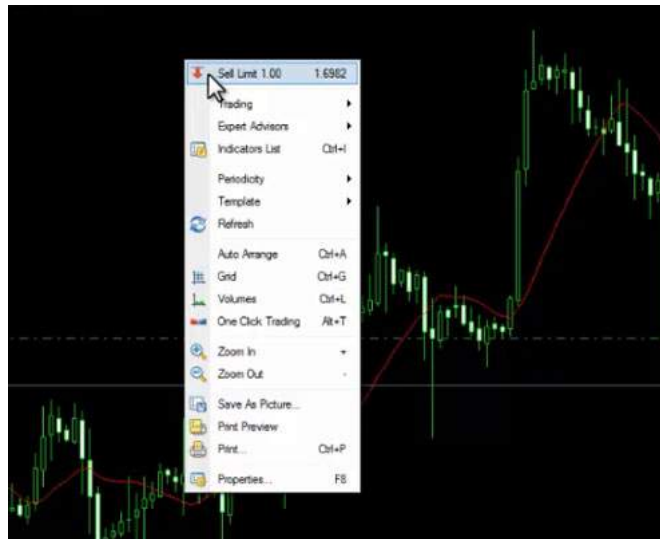 Sell Limit 1.00 1.6982
Trading
Expert Advisors
Indicators List Ctrl+I
Periodicity
Template
Refresh
Auto Arrange Ctrl+A
Grid Ctrl+G
Volumes Ctrl+L
One Click Trading Alt+T
Zoom In +
Zoom Out -
Save As Picture...
Print Preview
Print... Ctrl+P
Properties... F8